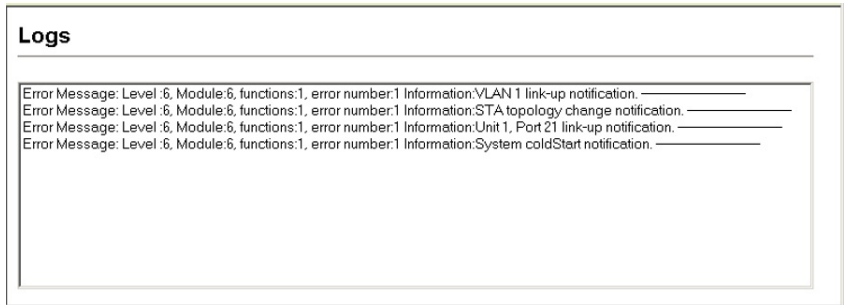 Logs
Error Message: Level :6, Module:6, functions:1, error number:1 Information:VLAN 1 link-up notification.
Error Message: Level :6, Module:6, functions:1, error number:1 Information:STA topology change notification.
Error Message: Level :6, Module:6, functions:1, error number:1 Information:Unit 1, Port 21 link-up notification.
Error Message: Level :6, Module:6, functions:1, error number:1 Information:System coldStart notification.